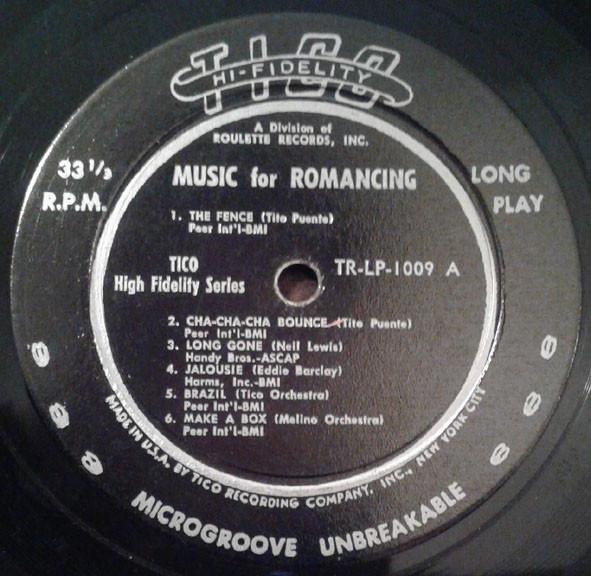 TICO
HI-FIDELITY
A Division of
ROULETTE RECORDS, INC.
33 1/3
R.P.M.
MUSIC for ROMANCING
LONG
PLAY
1. THE FENCE (Tito Puente)
Peer Int'l-BMI
TICO
High Fidelity Series
TR-LP-1009 A
2. CHA-CHA-CHA BOUNCE (Tito Puente)
Peer Int'l-BMI
3. LONG GONE (Neil Lewis)
Handy Bros.-ASCAP
4. JALOUSIE (Eddie Barclay)
Harms, Inc.-BMI
5. BRAZIL (Tico Orchestra)
Peer Int'l-BMI
6. MAKE A BOX (Melino Orchestra)
Peer Int'l-BMI
MADE IN U.S.A. BY TICO RECORDING COMPANY, INC., NEW YORK CITY
MICROGROOVE UNBREAKABLE